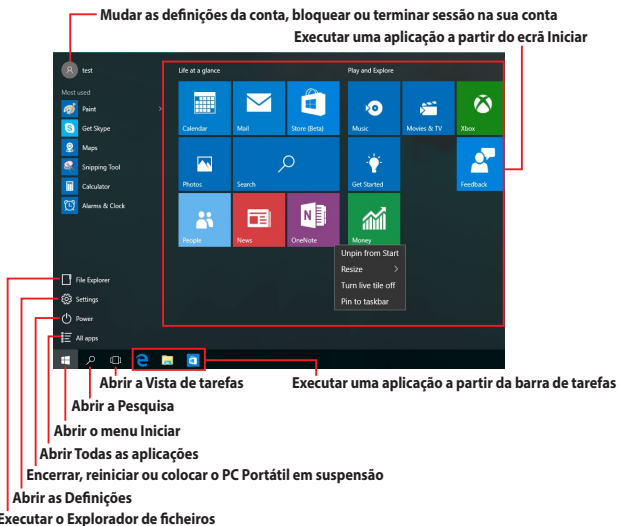 Mudar as definições da conta, bloquear ou terminar sessão na sua conta
Executar uma aplicação a partir do ecrã Iniciar
test
Most used
Paint
Get Skype
Maps
Snipping Tool
Calculator
Alarms & Clock
File Explorer
Settings
Power
All apps
Life at a glance
Play and Explore
Calendar
Mail
Store (Beta)
Music
Movies & TV
Xbox
Photos
Search
Get Started
Feedback
People
News
OneNote
Money
Unpin from Start
Resize
Turn live tile off
Pin to taskbar
Abrir a Vista de tarefas
Executar uma aplicação a partir da barra de tarefas
Abrir a Pesquisa
Abrir o menu Iniciar
Abrir Todas as aplicações
Encerrar, reiniciar ou colocar o PC Portátil em suspensão
Abrir as Definições
Executar o Explorador de ficheiros